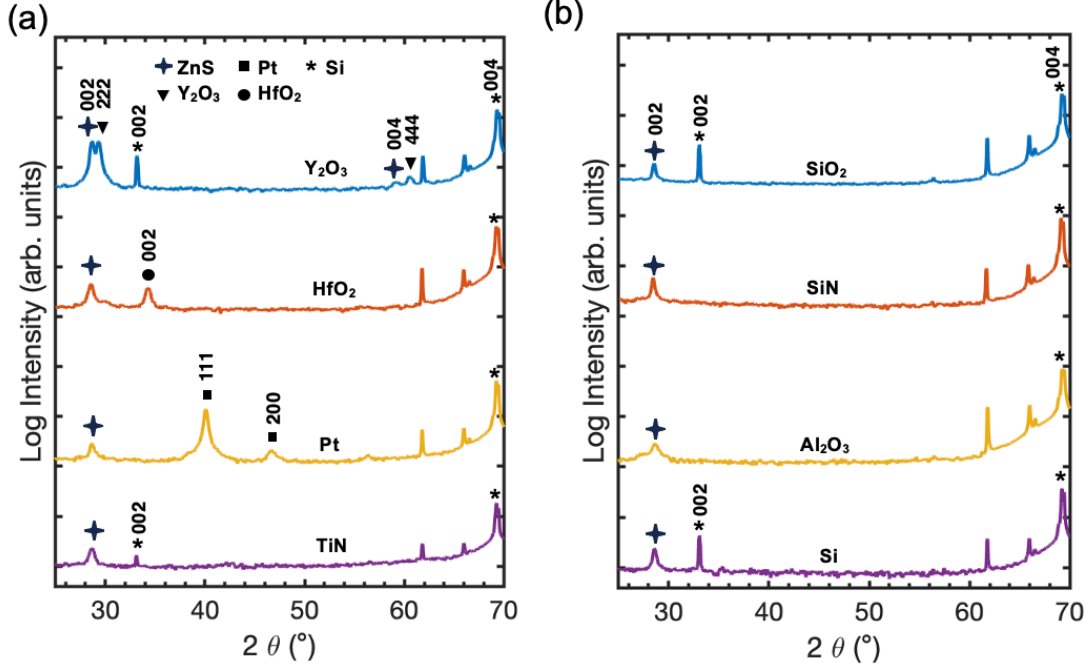 (a)
ZnS
Pt
* Si
Y₂O₃
HfO₂
002
222
* 002
004
444
* 004
Y₂O₃
002
*
HfO₂
111
200
*
Pt
* 002
*
TiN
Log Intensity (arb. units)
30 40 50 60 70
2 θ (°)
(b)
002
* 002
* 004
SiO₂
*
SiN
*
Al₂O₃
* 002
*
Si
Log Intensity (arb. units)
30 40 50 60 70
2 θ (°)